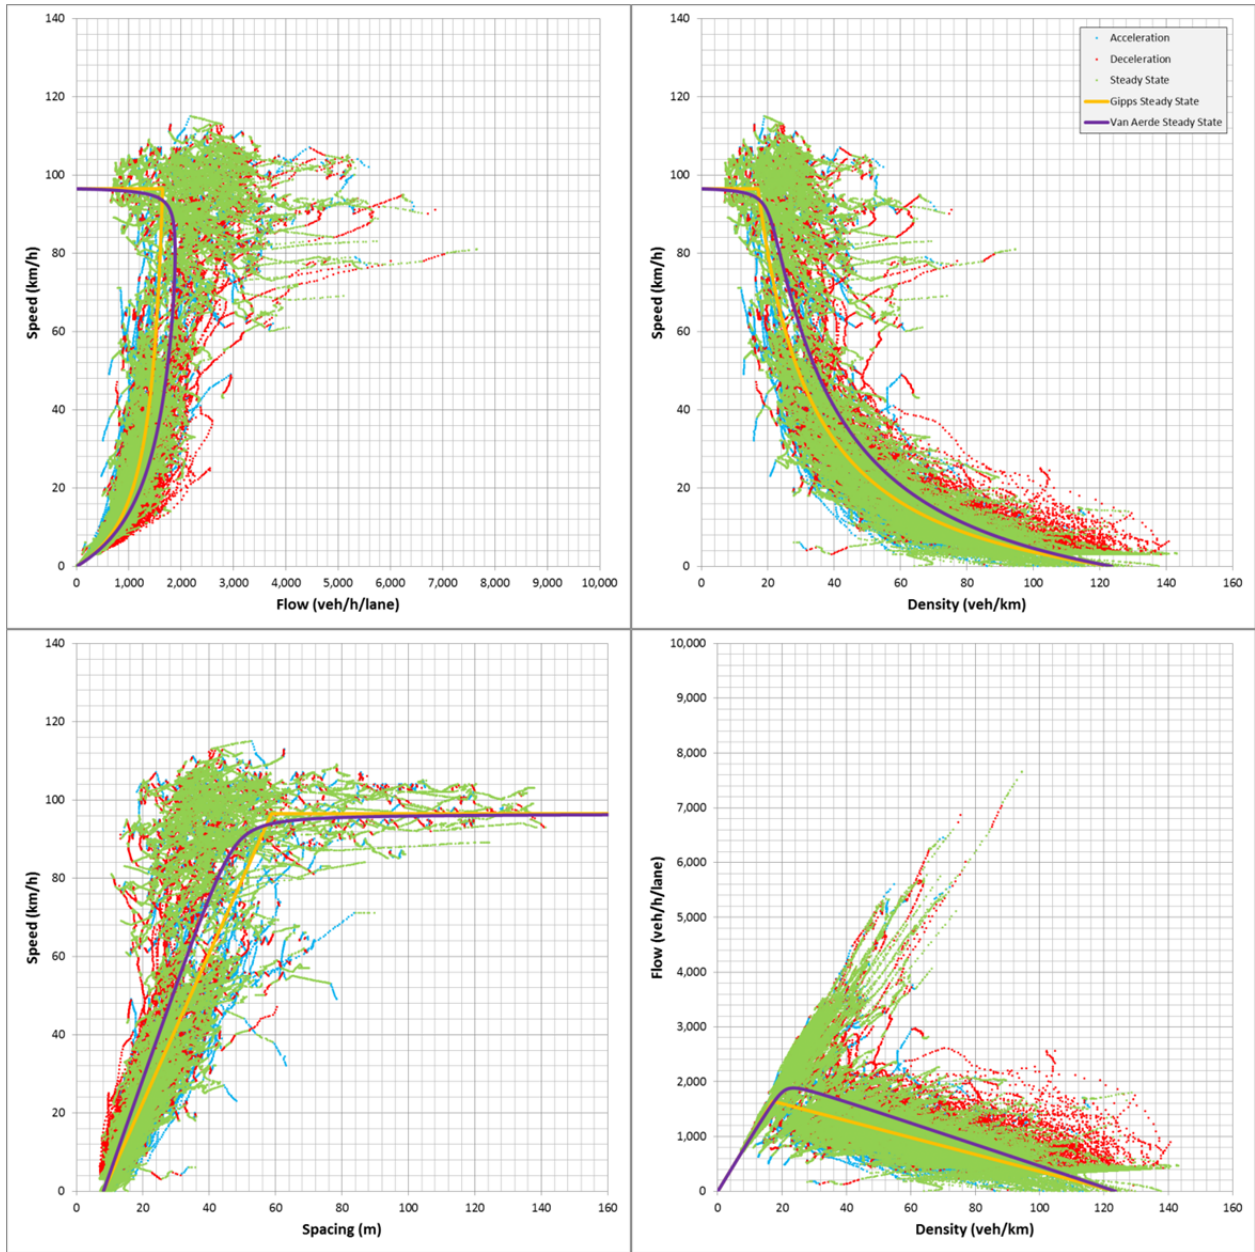 140
120
100
80
60
40
20
0
Speed (km/h)
0 1,000 2,000 3,000 4,000 5,000 6,000 7,000 8,000 9,000 10,000
Flow (veh/h/lane)
140
120
100
80
60
40
20
0
Speed (km/h)
Acceleration
Deceleration
Steady State
Gipps Steady State
Van Aerde Steady State
0 20 40 60 80 100 120 140 160
Density (veh/km)
140
120
100
80
60
40
20
0
Speed (km/h)
0 20 40 60 80 100 120 140 160
Spacing (m)
10,000
9,000
8,000
7,000
6,000
5,000
4,000
3,000
2,000
1,000
0
Flow (veh/h/lane)
0 20 40 60 80 100 120 140 160
Density (veh/km)